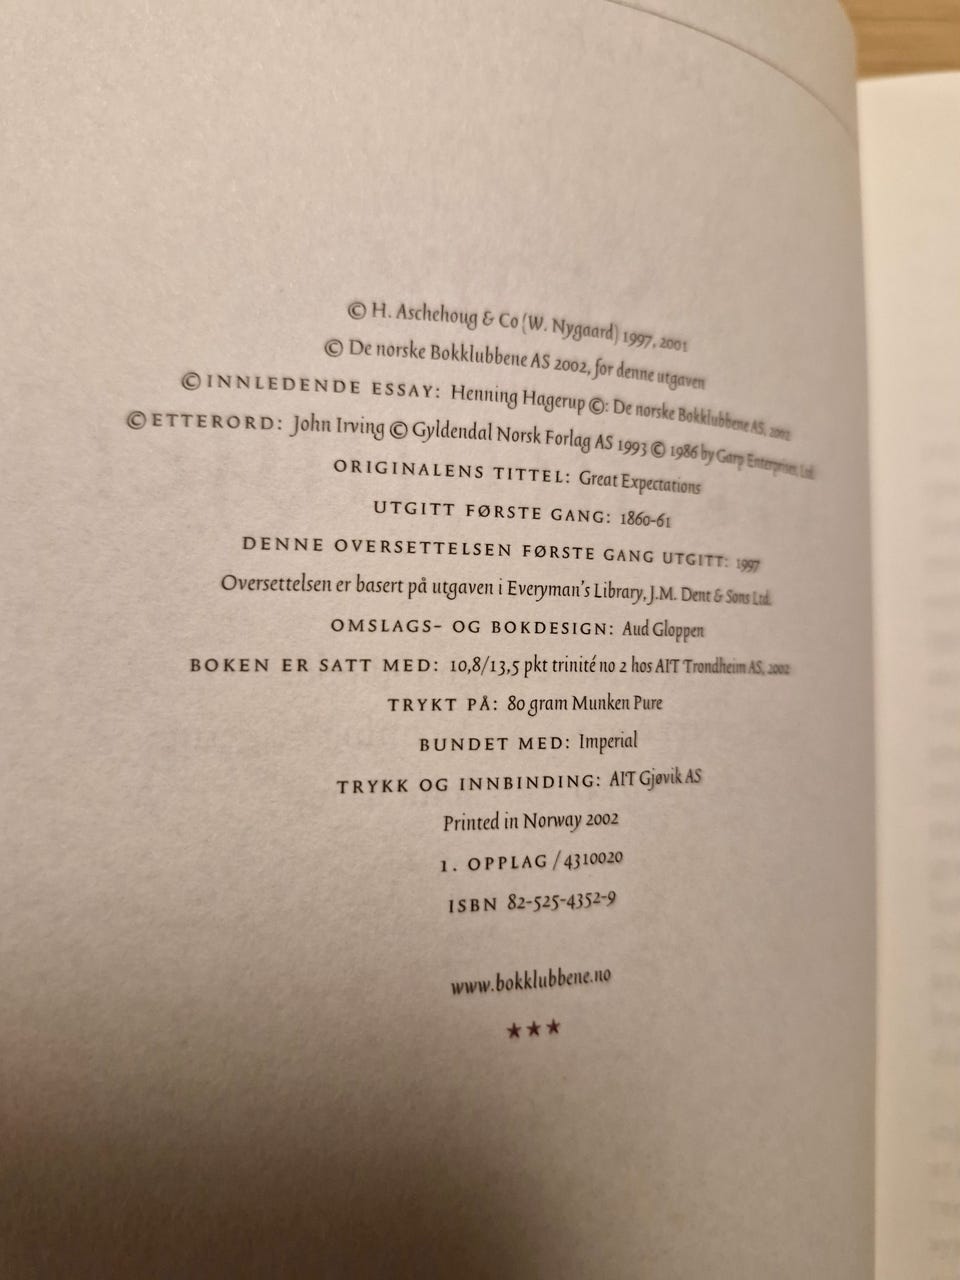 © H. Aschehoug & Co (W. Nygaard) 1997, 2001
© De norske Bokklubbene AS 2002, for denne utgaven
© INNLEDENDE ESSAY: Henning Hagerup ©: De norske Bokklubbene AS, 2002
© ETTERORD: John Irving © Gyldendal Norsk Forlag AS 1993 © 1986 by Garp Enterprises, Ltd.
ORIGINALENS TITTEL: Great Expectations
UTGITT FØRSTE GANG: 1860-61
DENNE OVERSETTELSEN FØRSTE GANG UTGITT: 1997
Oversettelsen er basert på utgaven i Everyman's Library, J.M. Dent & Sons Ltd.
OMSLAGS- OG BOKDESIGN: Aud Gloppen
BOKEN ER SATT MED: 10,8/13,5 pkt trinité no 2 hos AIT Trondheim AS, 2002
TRYKT PÅ: 80 gram Munken Pure
BUNDET MED: Imperial
TRYKK OG INNBINDING: AIT Gjøvik AS
Printed in Norway 2002
1. OPPLAG / 4310020
ISBN 82-525-4352-9
www.bokklubbene.no
★★★